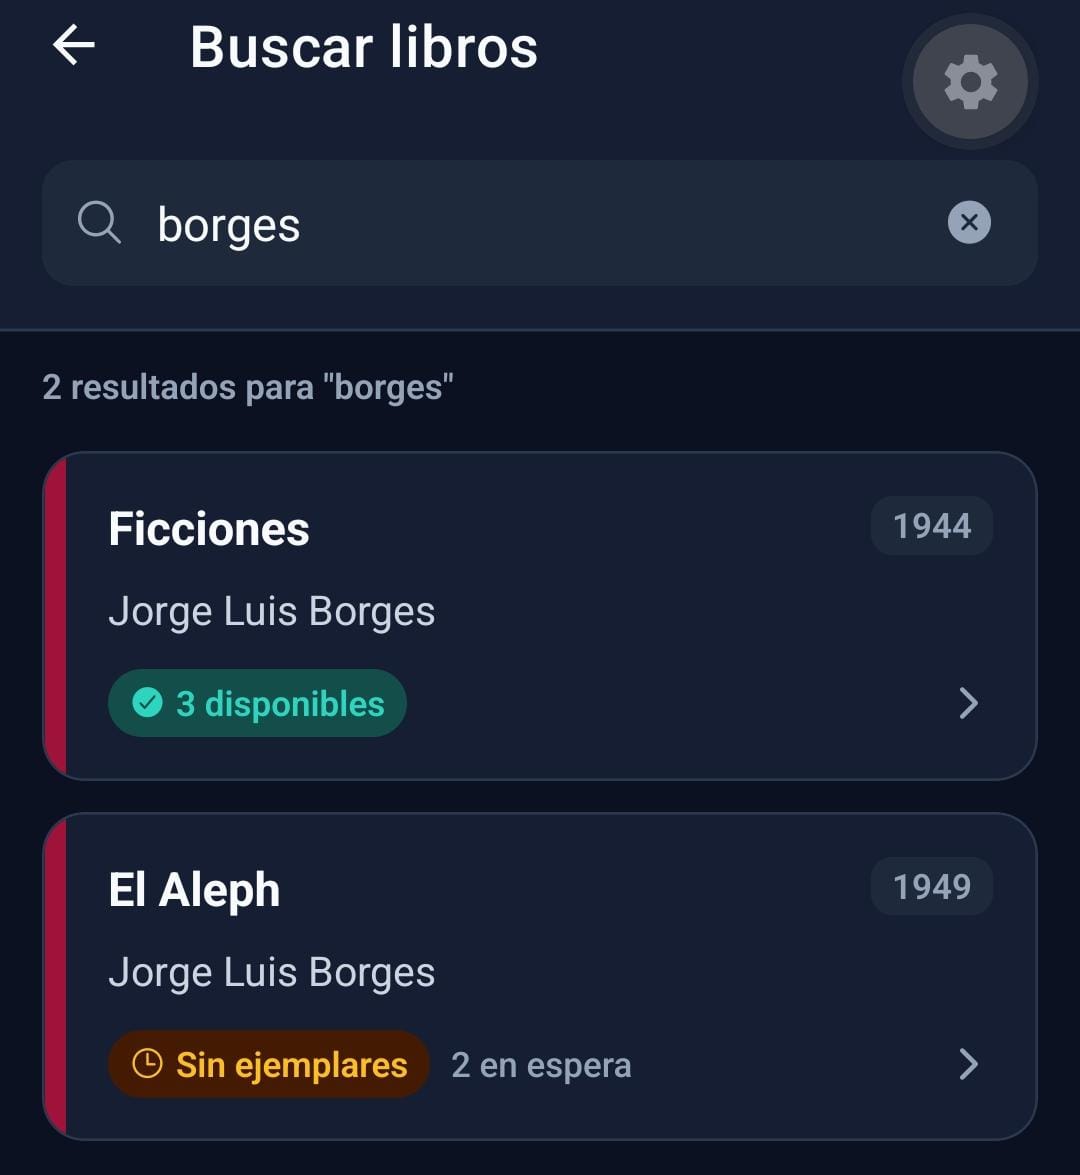 Buscar libros
borges
2 resultados para "borges"
Ficciones
1944
Jorge Luis Borges
3 disponibles
El Aleph
1949
Jorge Luis Borges
Sin ejemplares
2 en espera